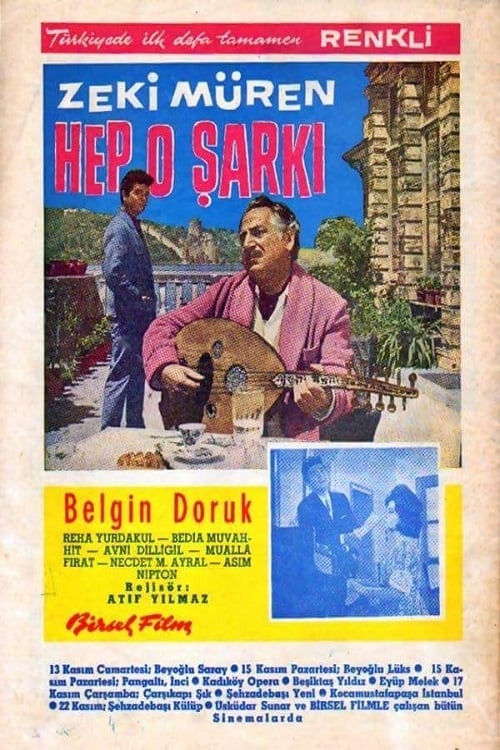 Türkiyede ilk defa tamamen RENKLİ
ZEKİ MÜREN
HEP O ŞARKI
Belgin Doruk
REHA YURDAKUL — BEDİA MUVAH-
HİT — AVNİ DİLLİGİL — MUALLÂ
FIRAT — NECDET M. AYRAL — ASIM
NİPTON
Rejisör:
ATIF YILMAZ
Birsel Film
13 Kasım Cumartesi; Beyoğlu Saray ● 15 Kasım Pazartesi; Beyoğlu Lüks ● 15 Ka-
sım Pazartesi; Pangaltı, İnci ● Kadıköy Opera ● Beşiktaş Yıldız ● Eyüp Melek ● 17
Kasım Çarşamba; Çarşıkapı Şık ● Şehzadebaşı Yeni ● Kocamustafapaşa İstanbul
● 22 Kasım; Şehzadebaşı Külüp ● Üsküdar Sunar ve BİRSEL FİLMLE çalışan bütün
Sinemalarda